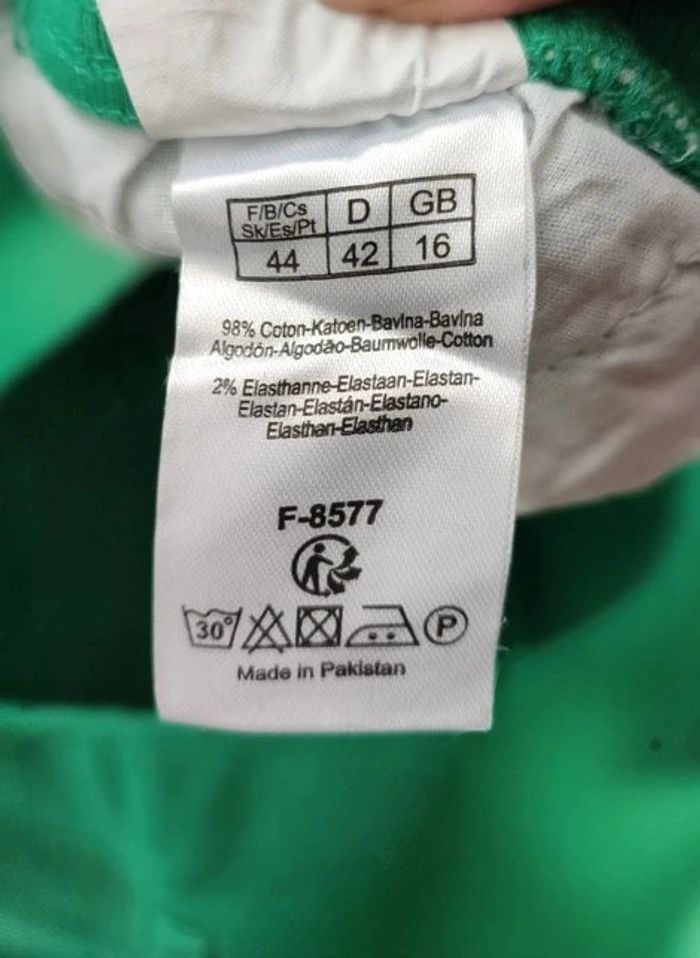 F/B/Cs D GB
Sk/Es/Pt
44 42 16
98% Coton-Katoen-Bavlna-Bavlna
Algodón-Algodão-Baumwolle-Cotton
2% Elasthanne-Elastaan-Elastan-
Elastan-Elastán-Elastano-
Elasthan-Elasthan
F-8577
30° P
Made in Pakistan